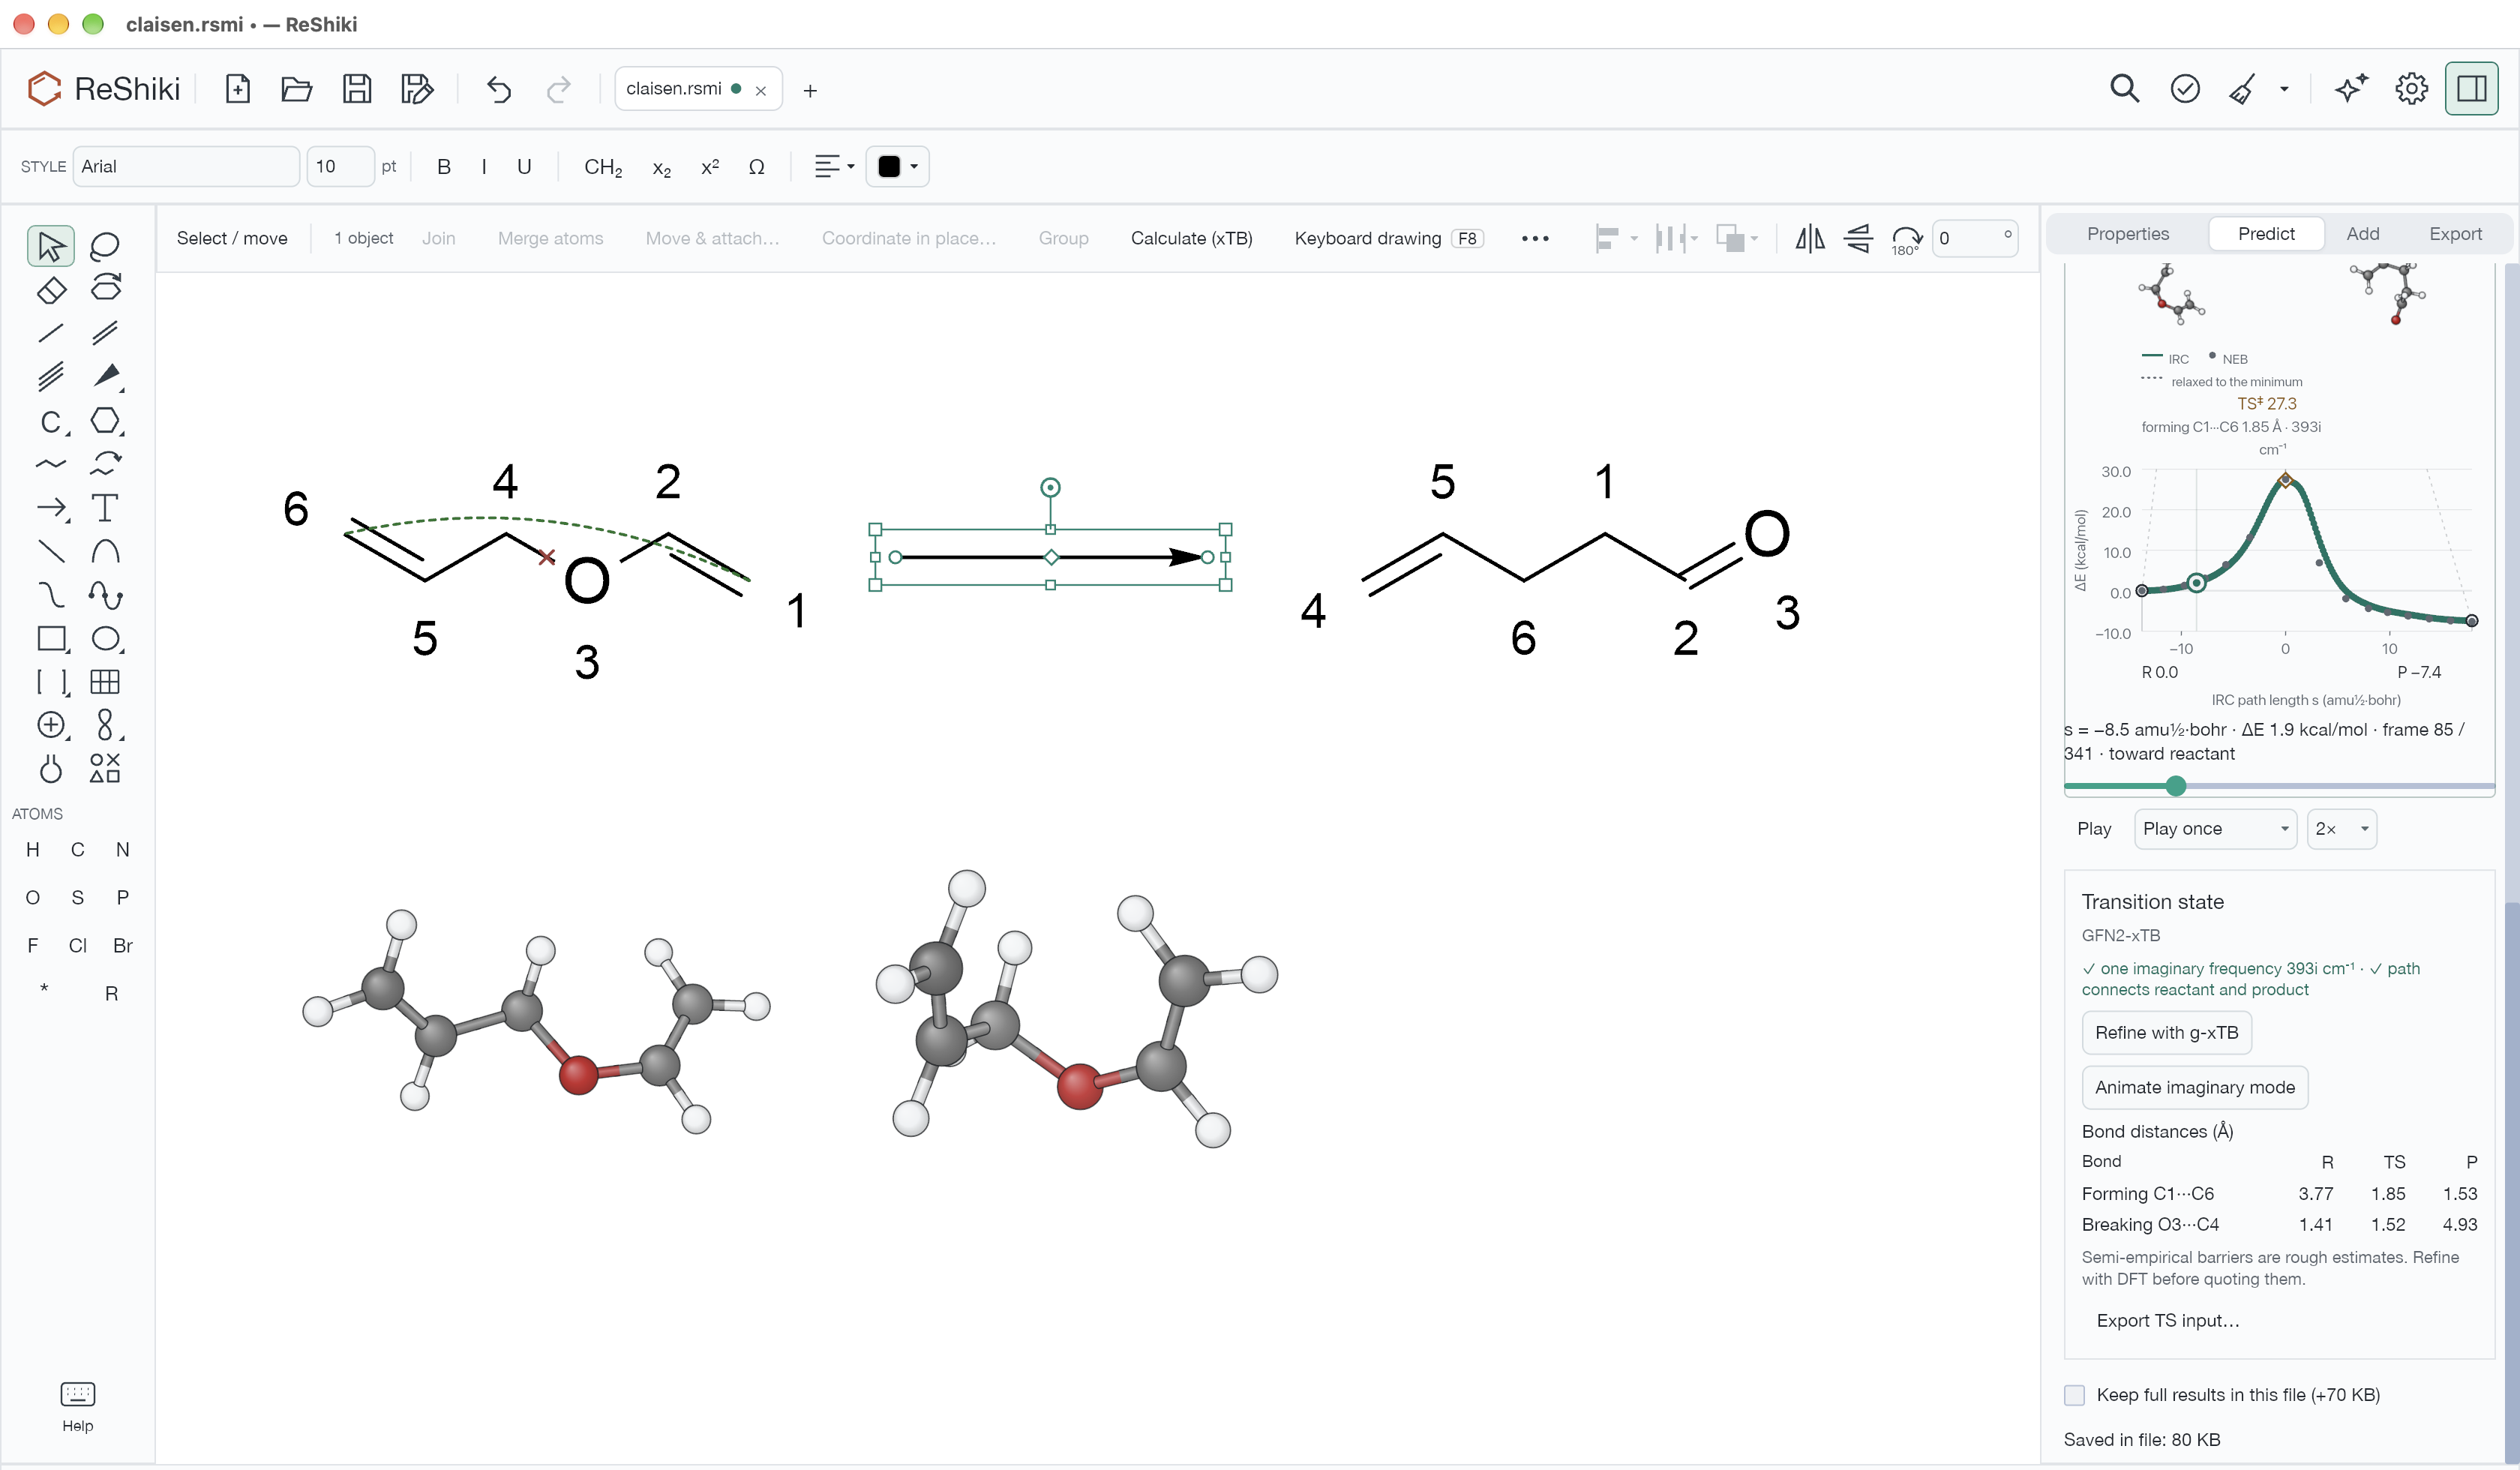 claisen.rsmi • — ReShiki
ReShiki
claisen.rsmi
STYLE Arial 10 pt B I U CH₂ x₂ x² Ω
Select / move 1 object Join Merge atoms Move & attach... Coordinate in place... Group Calculate (xTB) Keyboard drawing F8 180° 0 °
Properties Predict Add Export
C
T
ATOMS
H C N
O S P
F Cl Br
* R
Help
6 4 2 5 3 1 O
5 1 O 4 6 2 3
IRC NEB
relaxed to the minimum
TS‡ 27.3
forming C1···C6 1.85 Å · 393i
cm⁻¹
30.0
20.0
10.0
0.0
−10.0
ΔE (kcal/mol)
−10 0 10
R 0.0 P −7.4
IRC path length s (amu½·bohr)
s = −8.5 amu½·bohr · ΔE 1.9 kcal/mol · frame 85 /
341 · toward reactant
Play Play once 2×
Transition state
GFN2-xTB
✓ one imaginary frequency 393i cm⁻¹ · ✓ path
connects reactant and product
Refine with g-xTB
Animate imaginary mode
Bond distances (Å)
Bond R TS P
Forming C1···C6 3.77 1.85 1.53
Breaking O3···C4 1.41 1.52 4.93
Semi-empirical barriers are rough estimates. Refine
with DFT before quoting them.
Export TS input...
Keep full results in this file (+70 KB)
Saved in file: 80 KB